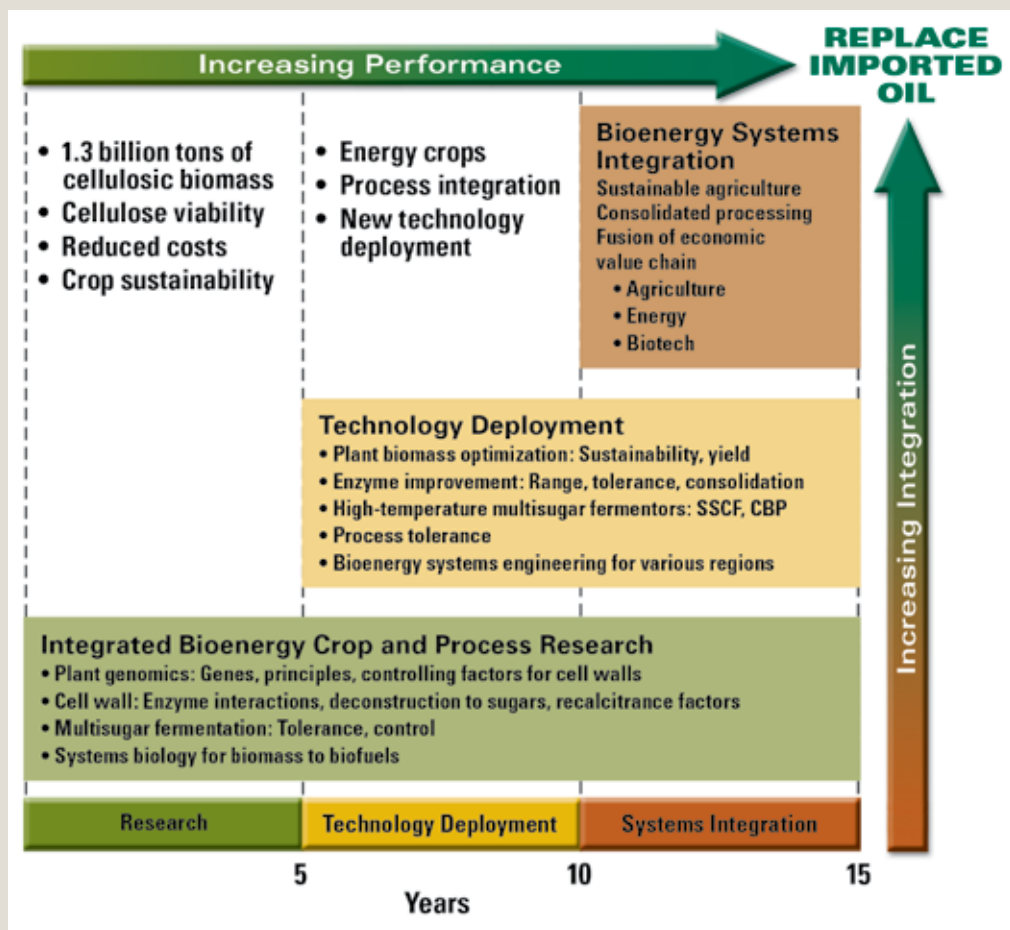 Increasing Performance
REPLACE
IMPORTED
OIL
• 1.3 billion tons of
cellulosic biomass
• Cellulose viability
• Reduced costs
• Crop sustainability
• Energy crops
• Process integration
• New technology
deployment
Bioenergy Systems
Integration
Sustainable agriculture
Consolidated processing
Fusion of economic
value chain
• Agriculture
• Energy
• Biotech
Increasing Integration
Technology Deployment
• Plant biomass optimization: Sustainability, yield
• Enzyme improvement: Range, tolerance, consolidation
• High-temperature multisugar fermentors: SSCF, CBP
• Process tolerance
• Bioenergy systems engineering for various regions
Integrated Bioenergy Crop and Process Research
• Plant genomics: Genes, principles, controlling factors for cell walls
• Cell wall: Enzyme interactions, deconstruction to sugars, recalcitrance factors
• Multisugar fermentation: Tolerance, control
• Systems biology for biomass to biofuels
Research
Technology Deployment
Systems Integration
5
10
15
Years